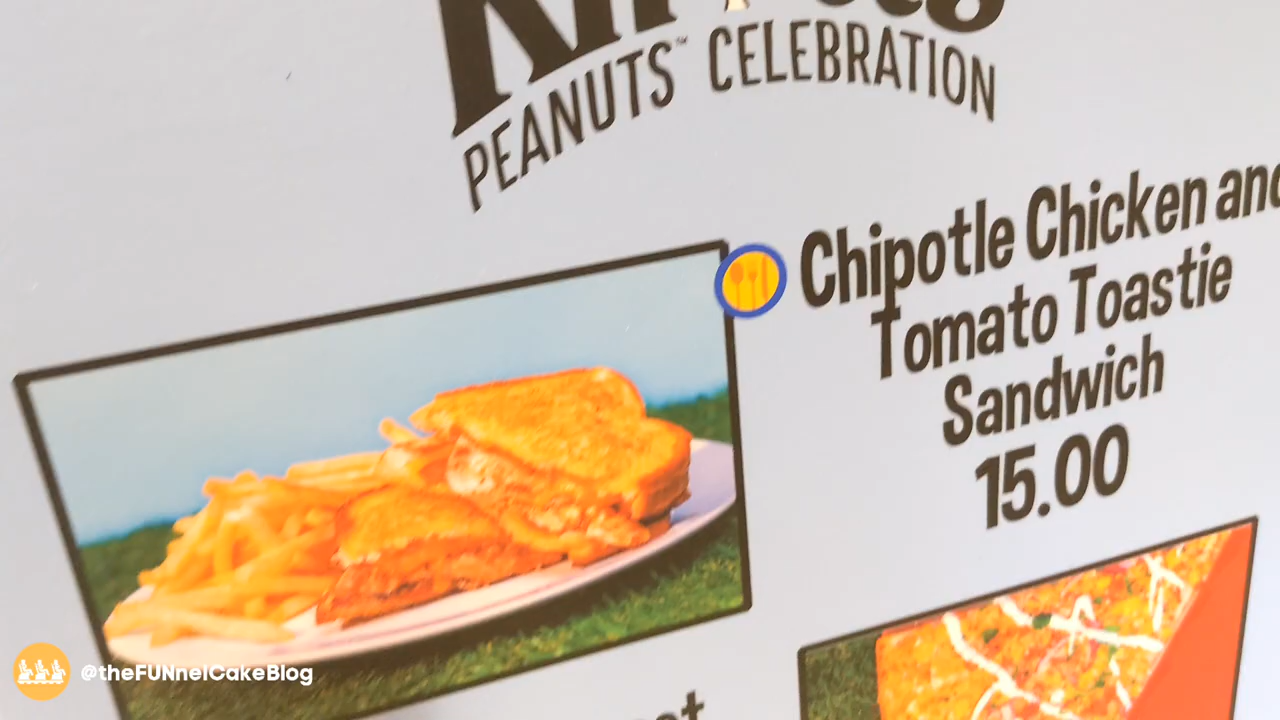 PEANUTS™ CELEBRATION
Chipotle Chicken and
Tomato Toastie
Sandwich
15.00
@theFUNnelCakeBlog